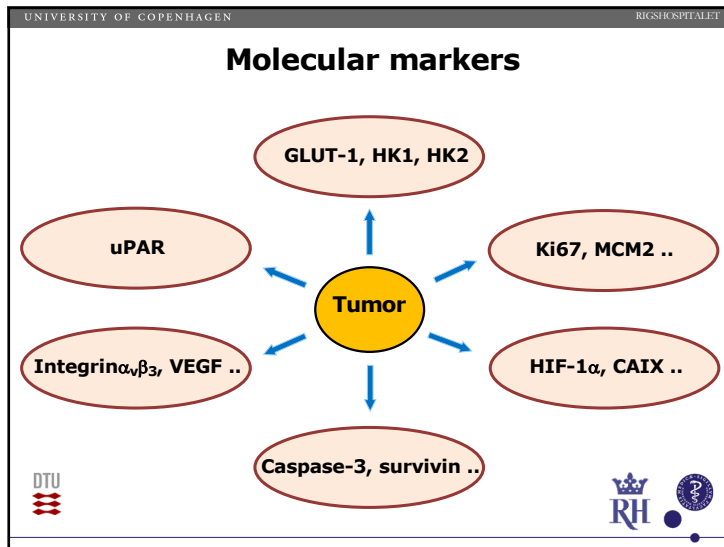 UNIVERSITY OF COPENHAGEN
RIGSHOSPITALET
Molecular markers
GLUT-1, HK1, HK2
uPAR
Ki67, MCM2 ..
Tumor
Integrinαvβ3, VEGF ..
HIF-1α, CAIX ..
Caspase-3, survivin ..
DTU
RH